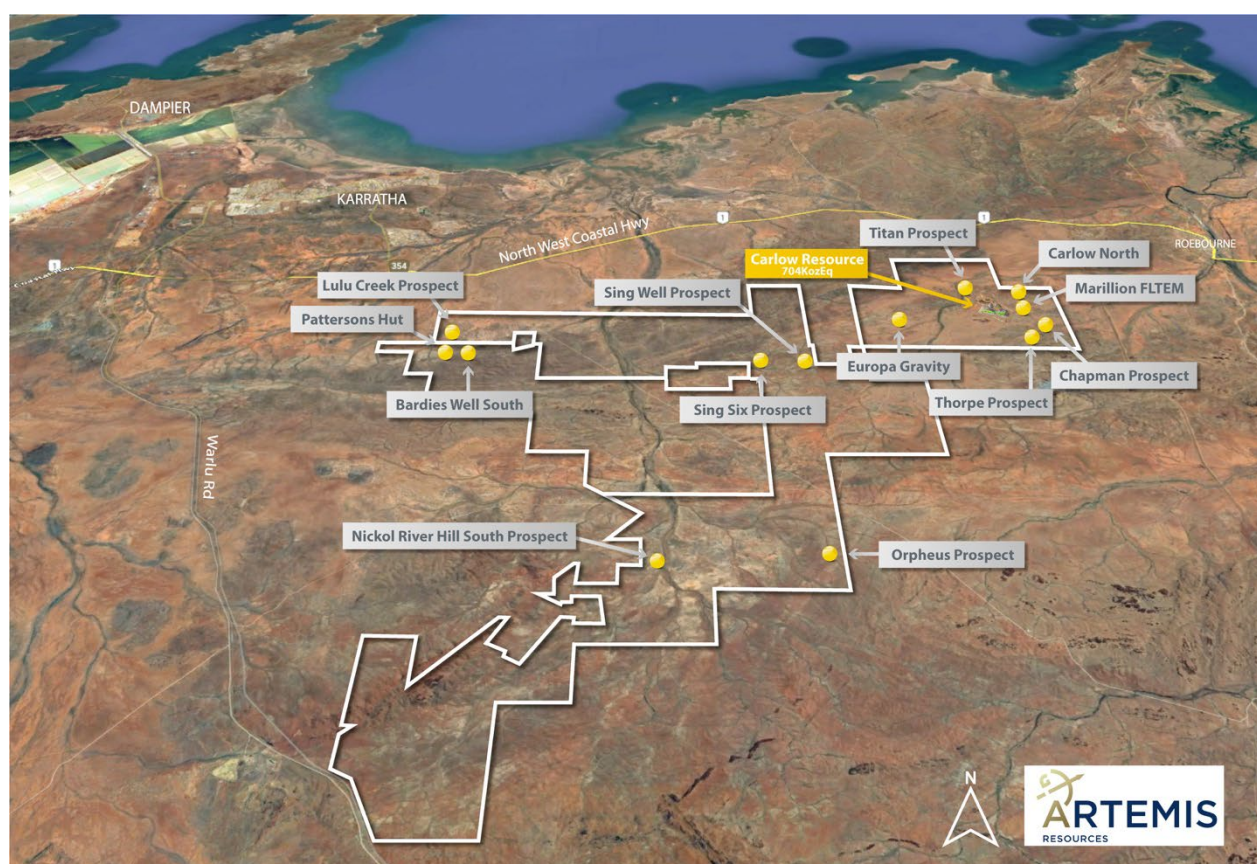 DAMPIER
KARRATHA
North West Coastal Hwy
1
1
1
354
ROEBOURNE
Titan Prospect
Carlow Resource
704KozEq
Carlow North
Marillion FLTEM
Lulu Creek Prospect
Sing Well Prospect
Pattersons Hut
Europa Gravity
Chapman Prospect
Thorpe Prospect
Bardies Well South
Sing Six Prospect
Warlu Rd
Nickol River Hill South Prospect
Orpheus Prospect
N
G
ARTEMIS
RESOURCES